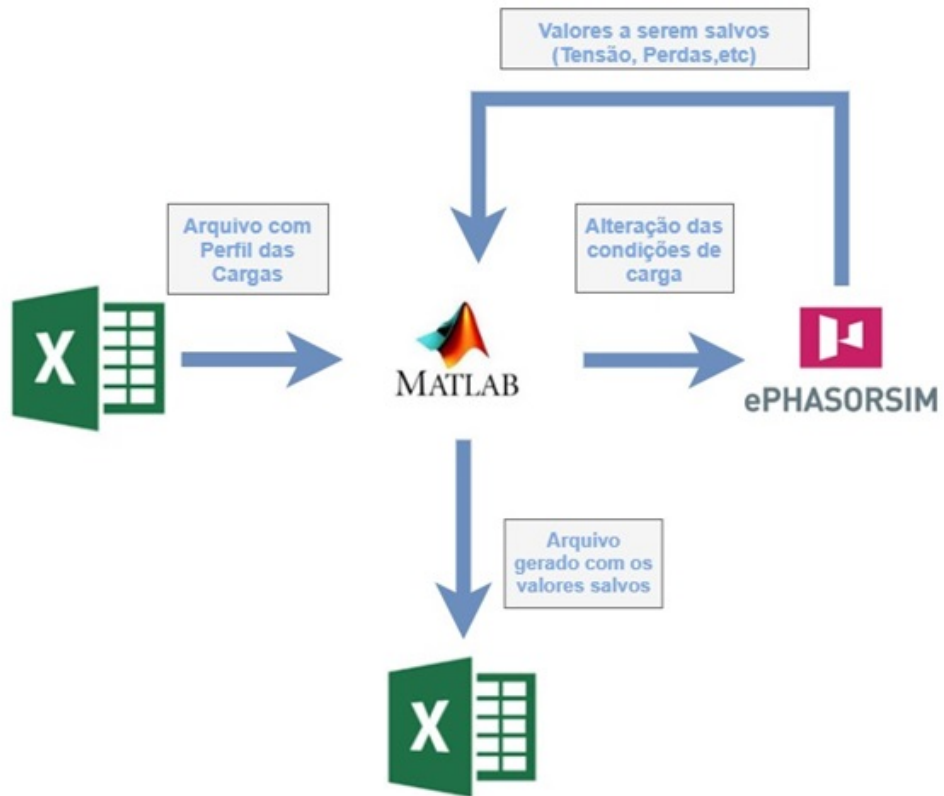 Valores a serem salvos
(Tensão, Perdas,etc)
Arquivo com
Perfil das
Cargas
Alteração das
condições de
carga
X
MATLAB
ePHASORSIM
Arquivo
gerado com os
valores salvos
X